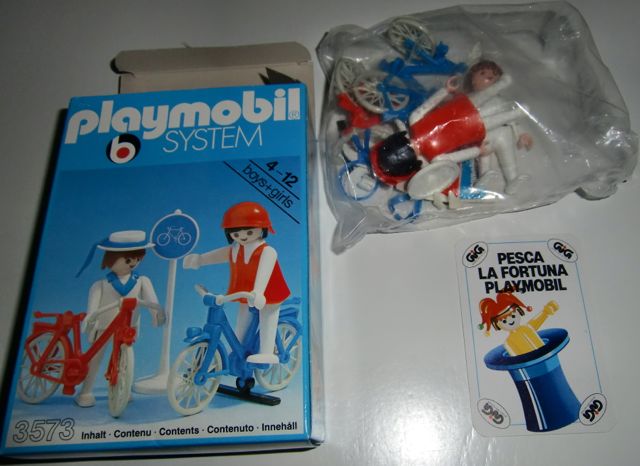 playmobil®
b SYSTEM
4-12
boys+girls
3573 Inhalt · Contenu · Contents · Contenuto · Innehåll
GiG GiG
PESCA
LA FORTUNA
PLAYMOBIL
GiG GiG